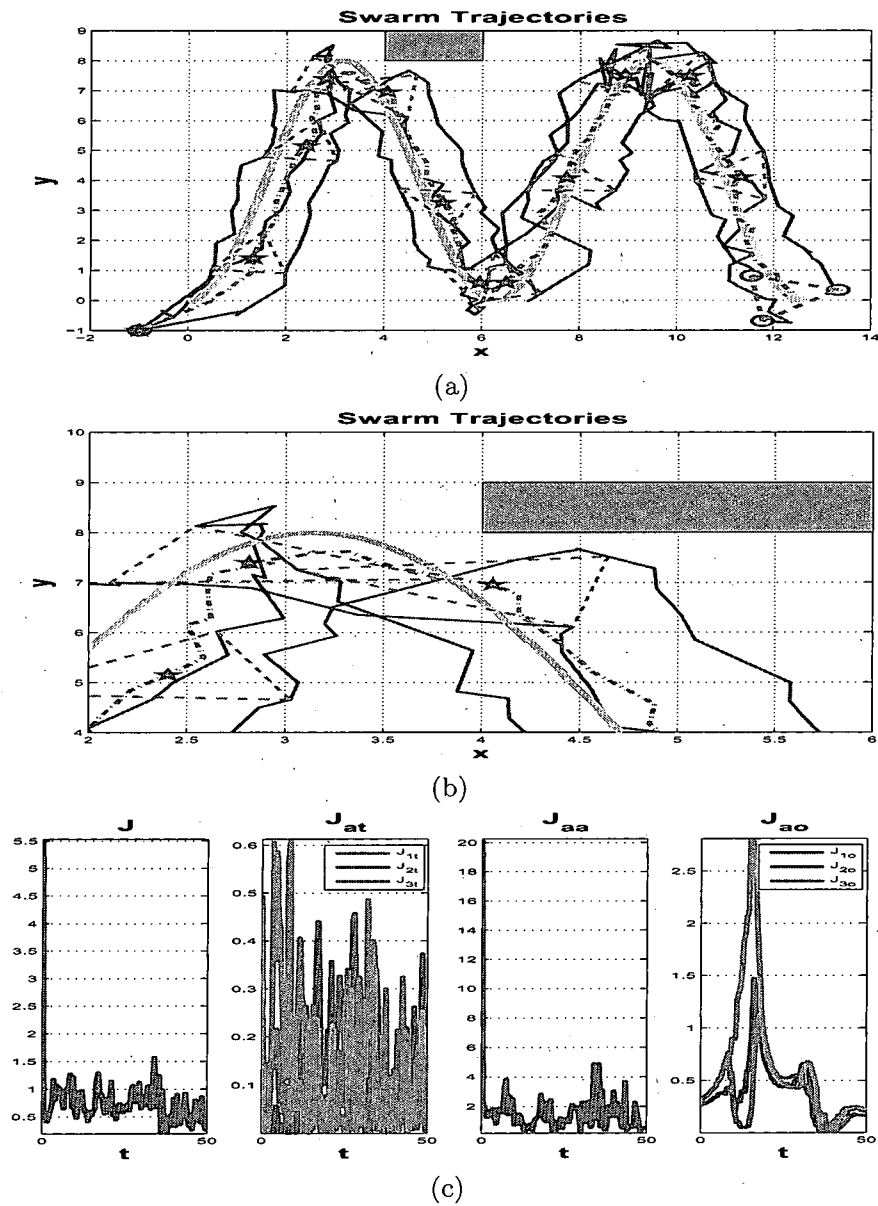 Swarm Trajectories
9
8
7
6
5
4
3
2
1
0
-1
y
-2 0 2 4 6 8 10 12 14
x
(a)
Swarm Trajectories
10
9
8
7
6
5
4
y
2 2.5 3 3.5 4 4.5 5 5.5 6
x
(b)
J
5.5
5
4.5
4
3.5
3
2.5
2
1.5
1
0.5
0 50
t
J_at
J_1t
J_2t
J_3t
0.6
0.5
0.4
0.3
0.2
0.1
0 50
t
J_aa
20
18
16
14
12
10
8
6
4
2
0 50
t
J_ao
J_1o
J_2o
J_3o
2.5
2
1.5
1
0.5
0 50
t
(c)